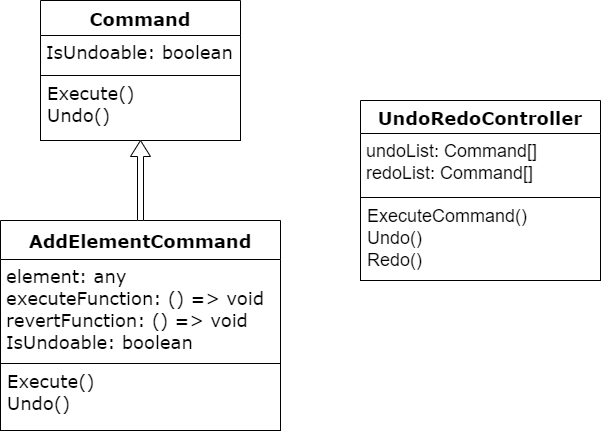 Command
IsUndoable: boolean
Execute()
Undo()
AddElementCommand
element: any
executeFunction: () => void
revertFunction: () => void
IsUndoable: boolean
Execute()
Undo()
UndoRedoController
undoList: Command[]
redoList: Command[]
ExecuteCommand()
Undo()
Redo()